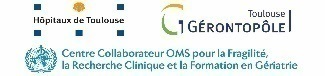 Hôpitaux de Toulouse
Toulouse
GÉRONTOPÔLE
Centre Collaborateur OMS pour la Fragilité,
la Recherche Clinique et la Formation en Gériatrie